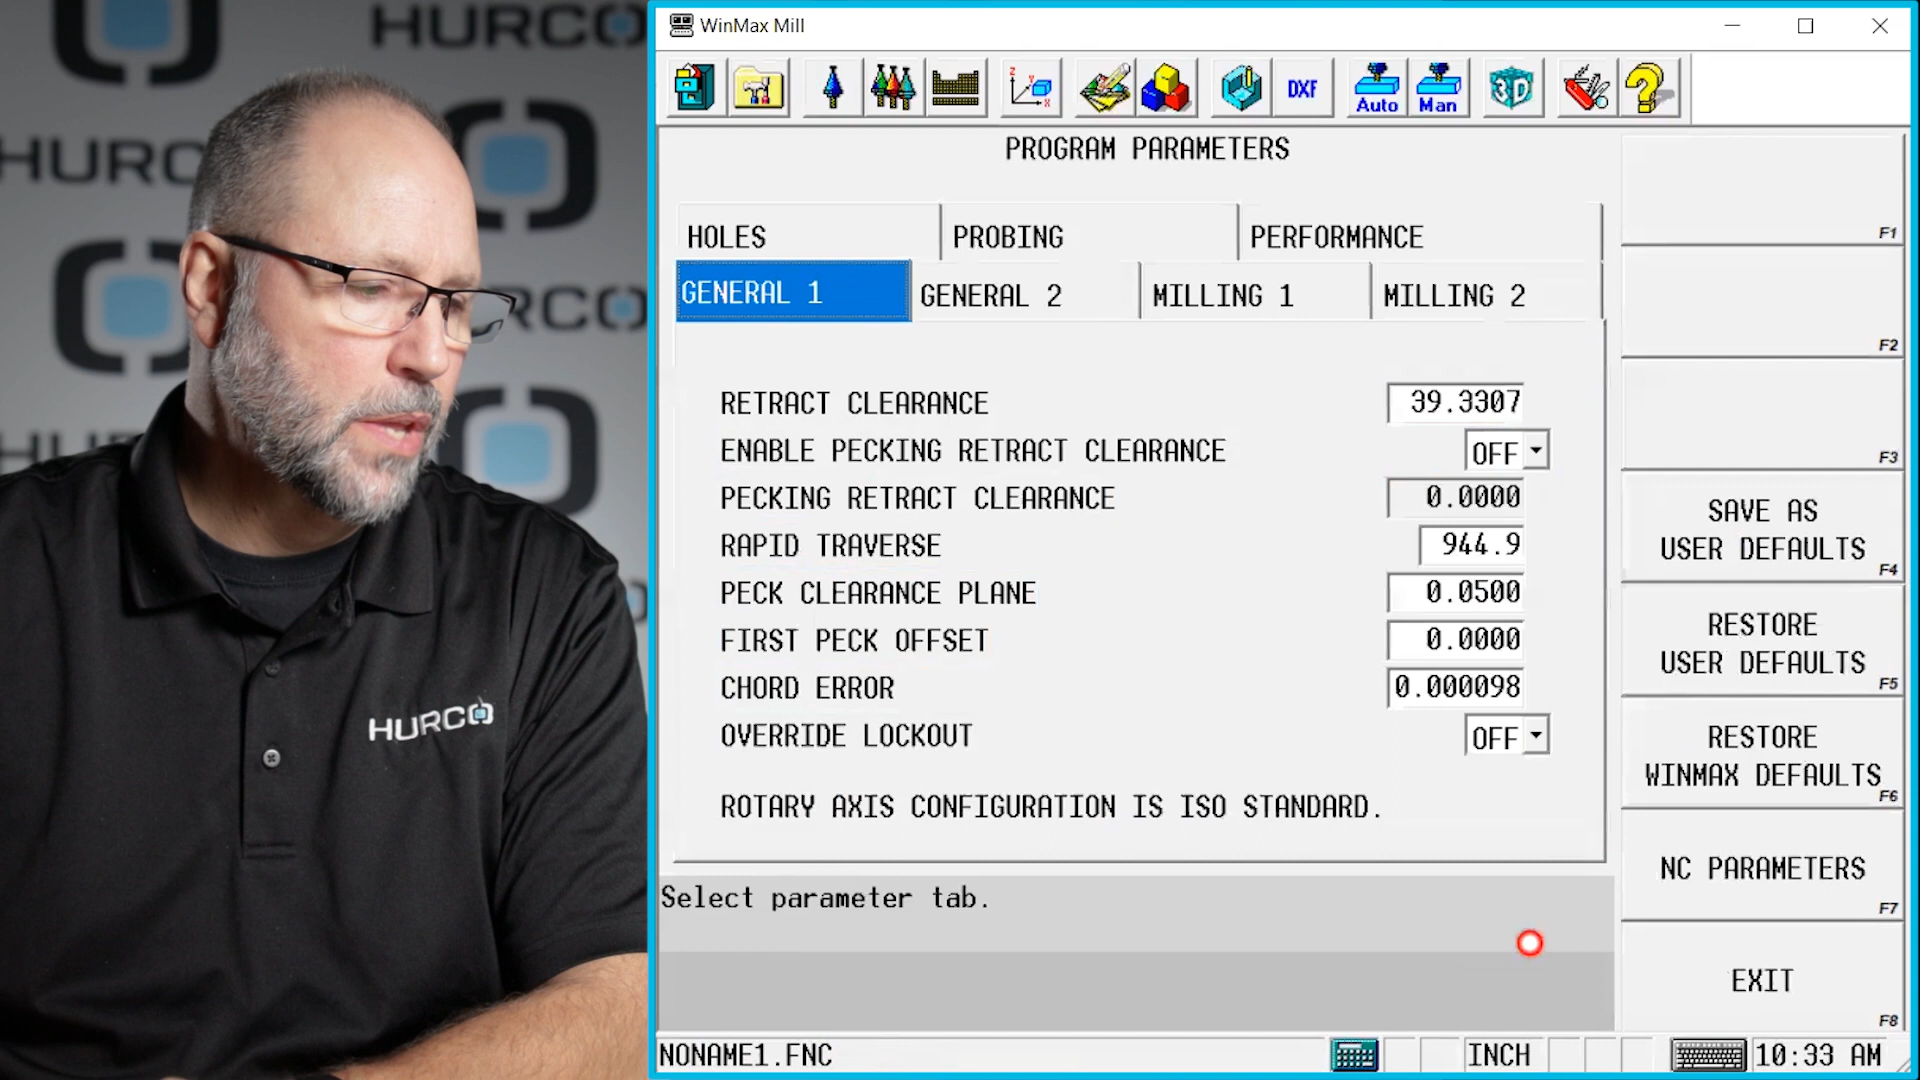 HURCO
HURCO
HURCO
HURCO
WinMax Mill
DXF
Auto
Man
3D
PROGRAM PARAMETERS
HOLES
PROBING
PERFORMANCE
GENERAL 1
GENERAL 2
MILLING 1
MILLING 2
RETRACT CLEARANCE 39.3307
ENABLE PECKING RETRACT CLEARANCE OFF
PECKING RETRACT CLEARANCE 0.0000
RAPID TRAVERSE 944.9
PECK CLEARANCE PLANE 0.0500
FIRST PECK OFFSET 0.0000
CHORD ERROR 0.000098
OVERRIDE LOCKOUT OFF
ROTARY AXIS CONFIGURATION IS ISO STANDARD.
Select parameter tab.
F1
F2
F3
SAVE AS
USER DEFAULTS
F4
RESTORE
USER DEFAULTS
F5
RESTORE
WINMAX DEFAULTS
F6
NC PARAMETERS
F7
EXIT
F8
NONAME1.FNC
INCH
10:33 AM